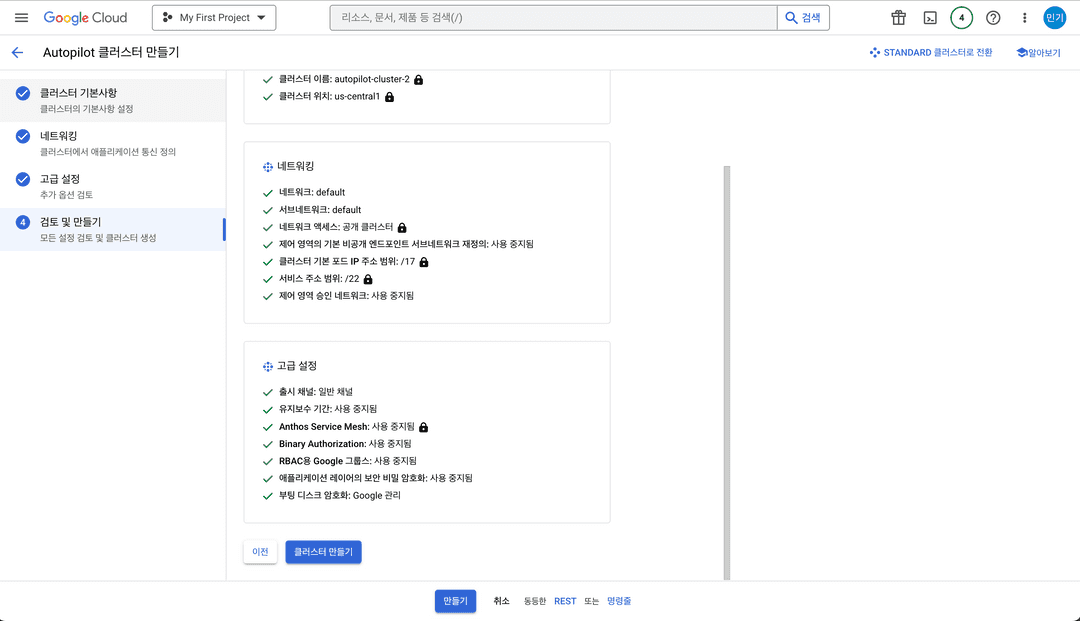 Google Cloud
My First Project
리소스, 문서, 제품 등 검색(/)
검색
4
민기
Autopilot 클러스터 만들기
STANDARD 클러스터로 전환
알아보기
클러스터 기본사항
클러스터의 기본사항 설정
네트워킹
클러스터에서 애플리케이션 통신 정의
고급 설정
추가 옵션 검토
4
검토 및 만들기
모든 설정 검토 및 클러스터 생성
클러스터 이름: autopilot-cluster-2
클러스터 위치: us-central1
네트워킹
네트워크: default
서브네트워크: default
네트워크 액세스: 공개 클러스터
제어 영역의 기본 비공개 엔드포인트 서브네트워크 재정의: 사용 중지됨
클러스터 기본 포드 IP 주소 범위: /17
서비스 주소 범위: /22
제어 영역 승인 네트워크: 사용 중지됨
고급 설정
출시 채널: 일반 채널
유지보수 기간: 사용 중지됨
Anthos Service Mesh: 사용 중지됨
Binary Authorization: 사용 중지됨
RBAC용 Google 그룹스: 사용 중지됨
애플리케이션 레이어의 보안 비밀 암호화: 사용 중지됨
부팅 디스크 암호화: Google 관리
이전
클러스터 만들기
만들기
취소
동등한 REST 또는 명령줄